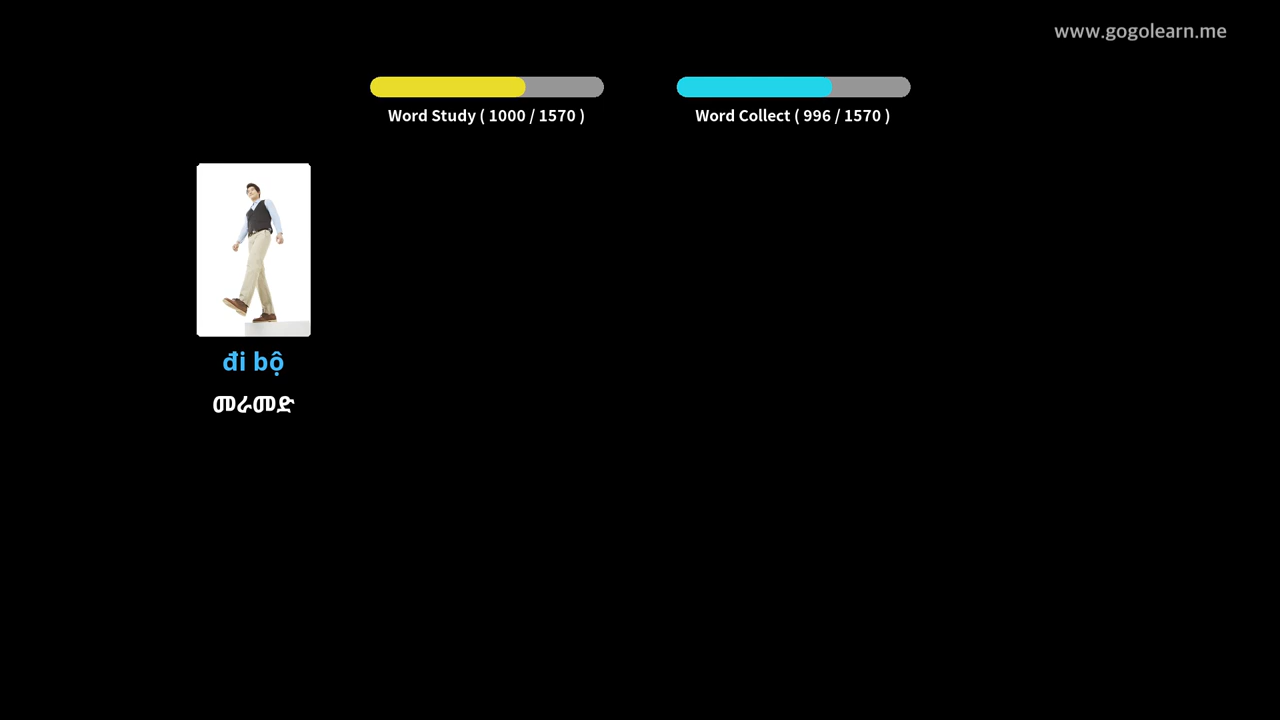 www.gogolearn.me
Word Study ( 1000 / 1570 )
Word Collect ( 996 / 1570 )
đi bộ
መራመድ